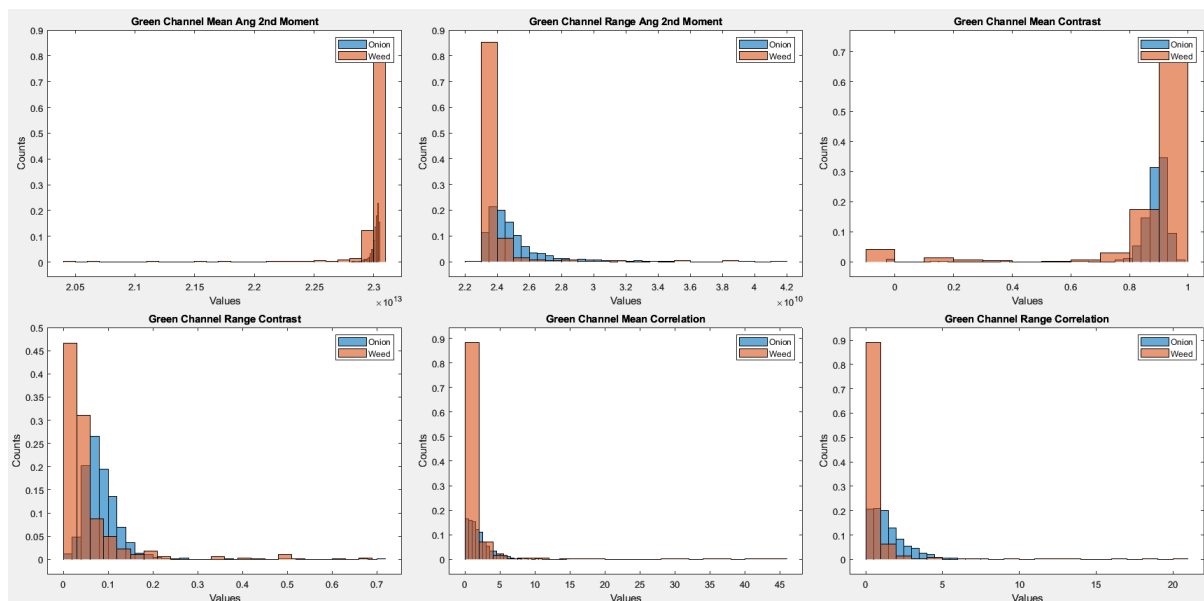 Green Channel Mean Ang 2nd Moment
0.9
0.8
0.7
0.6
0.5
0.4
0.3
0.2
0.1
0
Counts
Onion
Weed
2.05 2.1 2.15 2.2 2.25 2.3
Values
×10^13
Green Channel Range Ang 2nd Moment
0.9
0.8
0.7
0.6
0.5
0.4
0.3
0.2
0.1
0
Counts
Onion
Weed
2.2 2.4 2.6 2.8 3 3.2 3.4 3.6 3.8 4 4.2
Values
×10^10
Green Channel Mean Contrast
0.7
0.6
0.5
0.4
0.3
0.2
0.1
0
Counts
Onion
Weed
0 0.2 0.4 0.6 0.8 1
Values
Green Channel Range Contrast
0.5
0.45
0.4
0.35
0.3
0.25
0.2
0.15
0.1
0.05
0
Counts
Onion
Weed
0 0.1 0.2 0.3 0.4 0.5 0.6 0.7
Values
Green Channel Mean Correlation
0.9
0.8
0.7
0.6
0.5
0.4
0.3
0.2
0.1
0
Counts
Onion
Weed
0 5 10 15 20 25 30 35 40 45
Values
Green Channel Range Correlation
0.9
0.8
0.7
0.6
0.5
0.4
0.3
0.2
0.1
0
Counts
Onion
Weed
0 5 10 15 20
Values